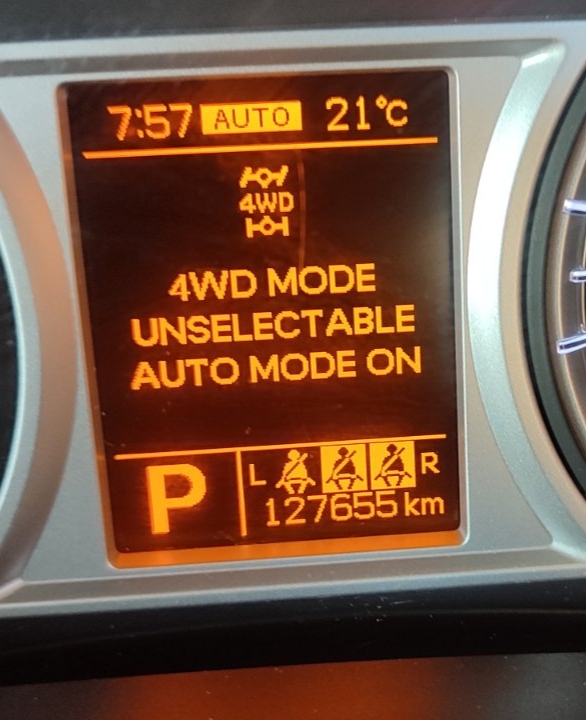 7:57 AUTO 21°C
4WD
4WD MODE
UNSELECTABLE
AUTO MODE ON
P L R
127655 km